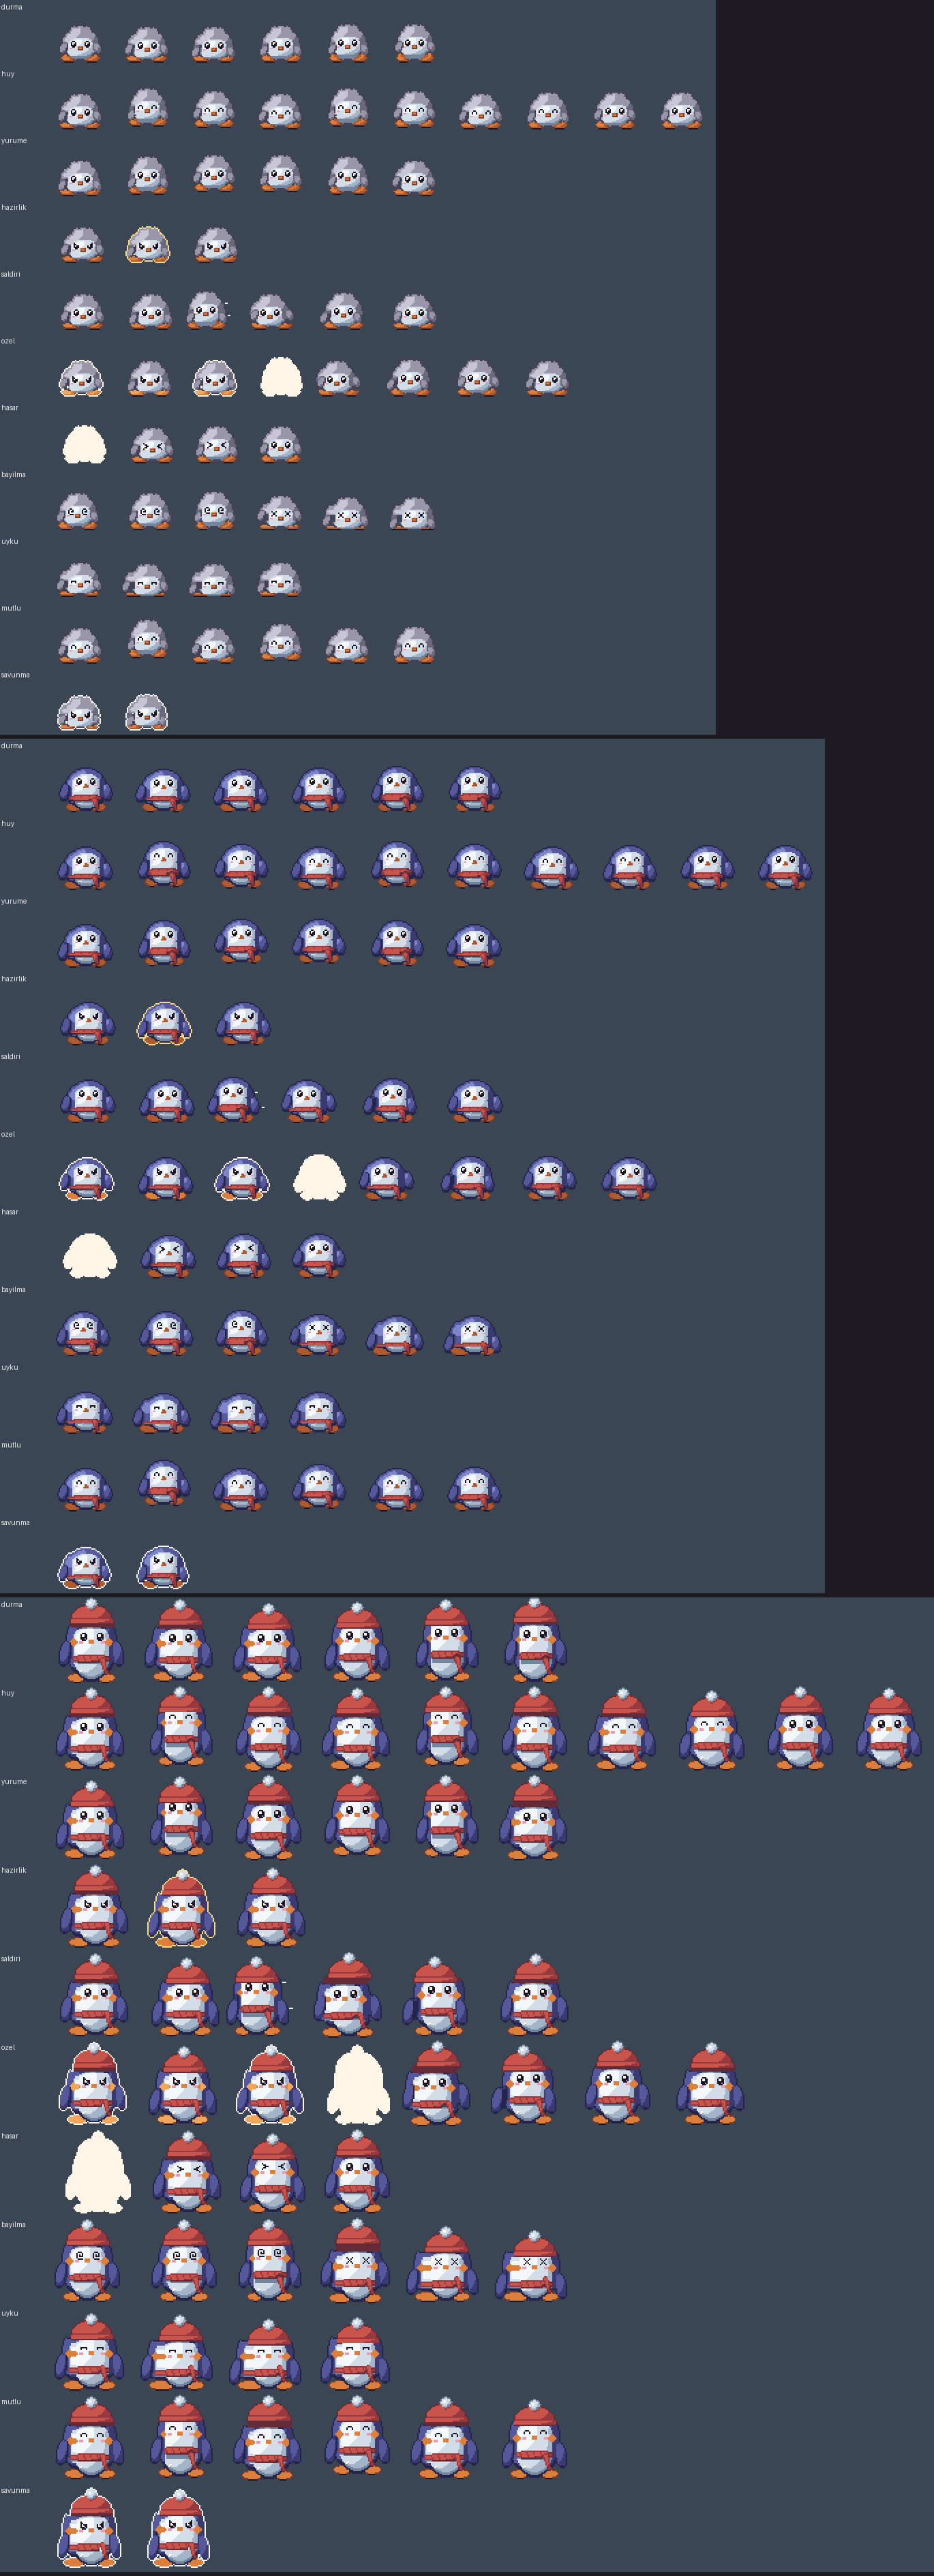 durma
huy
yurume
hazirlik
saldiri
ozel
hasar
bayilma
uyku
mutlu
savunma
durma
huy
yurume
hazirlik
saldiri
ozel
hasar
bayilma
uyku
mutlu
savunma
durma
huy
yurume
hazirlik
saldiri
ozel
hasar
bayilma
uyku
mutlu
savunma